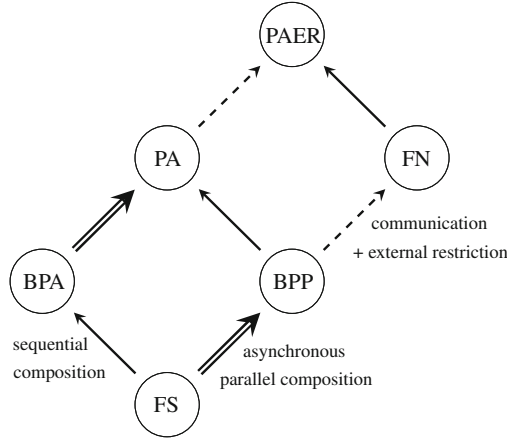 PAER
PA
FN
communication
+ external restriction
BPA
BPP
sequential
composition
asynchronous
parallel composition
FS